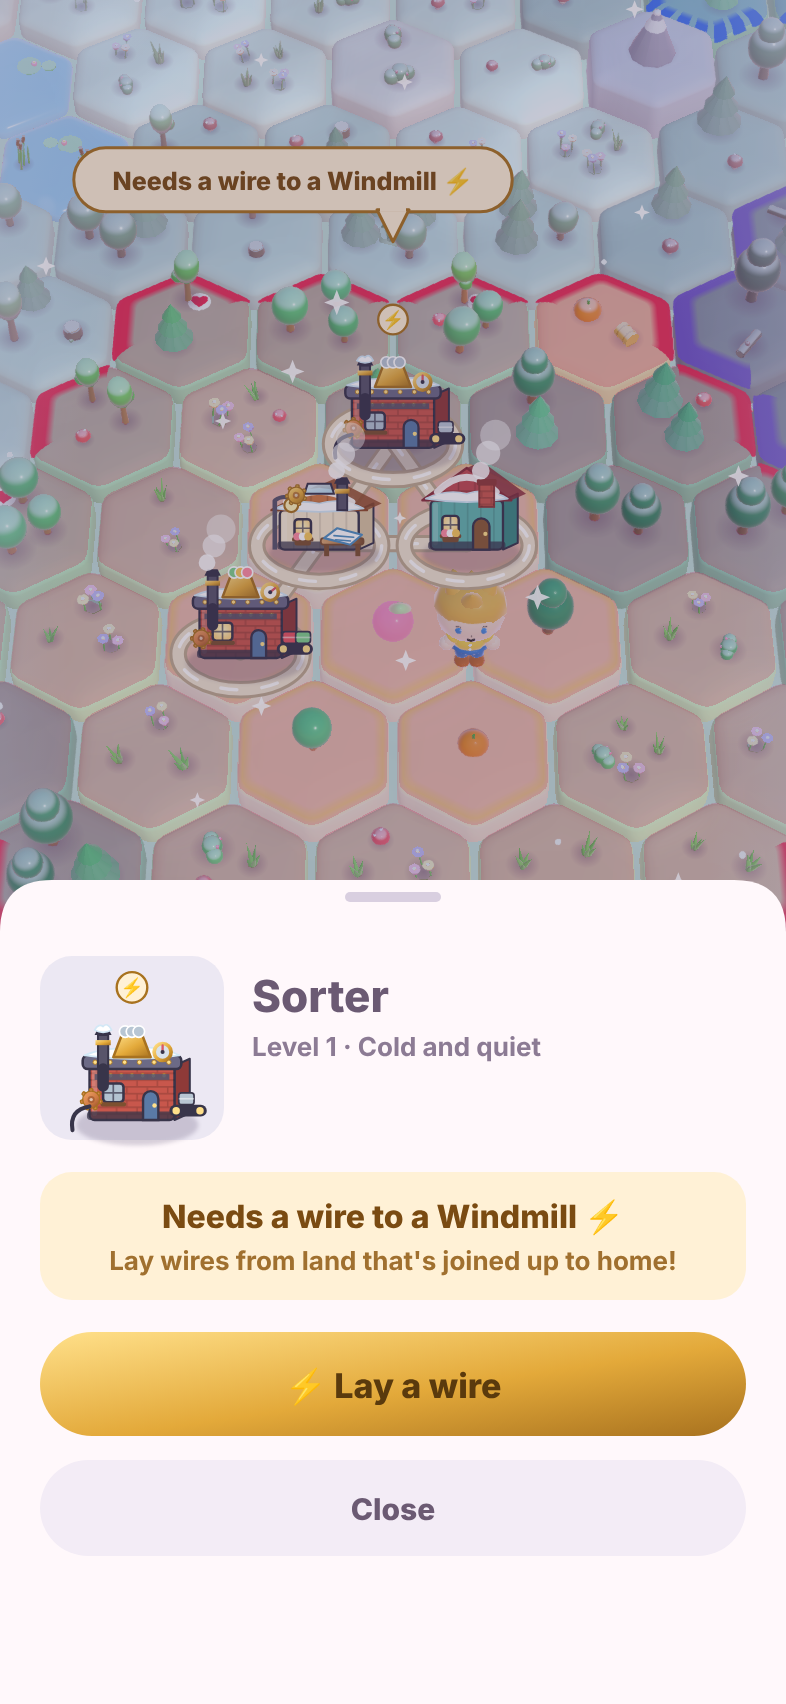 Needs a wire to a Windmill ⚡
Sorter
Level 1 · Cold and quiet
Needs a wire to a Windmill ⚡
Lay wires from land that's joined up to home!
⚡ Lay a wire
Close